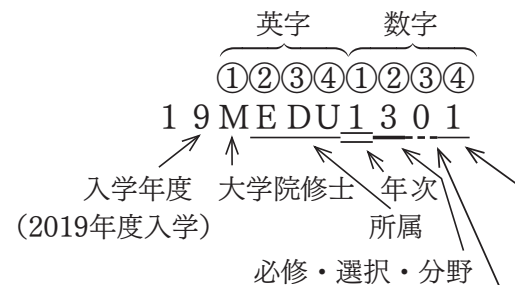 英字 数字
①②③④①②③④
19MEDU1301
入学年度 大学院修士 年次
(2019年度入学) 所属
必修・選択・分野